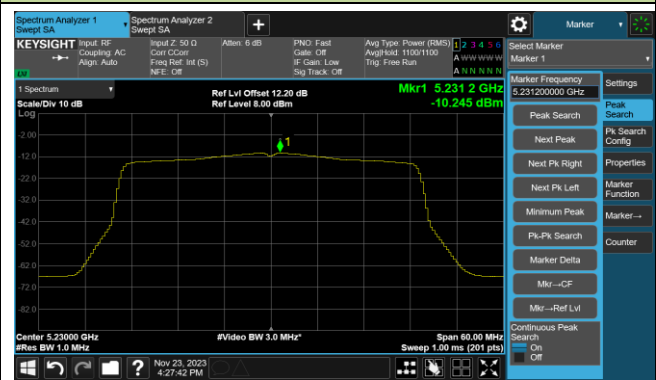 Spectrum Analyzer 1
Swept SA
Spectrum Analyzer 2
Swept SA
+
Marker
KEYSIGHT
Input: RF
Coupling: AC
Align: Auto
Input Z: 50 Ω
Corr CCorr
Freq Ref: Int (S)
NFE: Off
Atten: 6 dB
PNO: Fast
Gate: Off
IF Gain: Low
Sig Track: Off
Avg Type: Power (RMS)
Avg|Hold: 1100/1100
Trig: Free Run
1 2 3 4 5 6
A W W W W W
A N N N N N
LXI
Select Marker
Marker 1
1 Spectrum
Scale/Div 10 dB
Log
Ref Lvl Offset 12.20 dB
Ref Level 8.00 dBm
Mkr1 5.231 2 GHz
-10.245 dBm
Marker Frequency
5.231200000 GHz
Settings
Peak Search
Peak
Search
Next Peak
Pk Search
Config
Next Pk Right
Properties
Next Pk Left
Marker
Function
Minimum Peak
Marker→
Pk-Pk Search
Counter
Marker Delta
Mkr→CF
Mkr→Ref Lvl
Continuous Peak
Search
On
Off
1
-2.00
-12.0
-22.0
-32.0
-42.0
-52.0
-62.0
-72.0
-82.0
Center 5.23000 GHz
#Res BW 1.0 MHz
#Video BW 3.0 MHz*
Span 60.00 MHz
Sweep 1.00 ms (201 pts)
?
Nov 23, 2023
4:27:42 PM